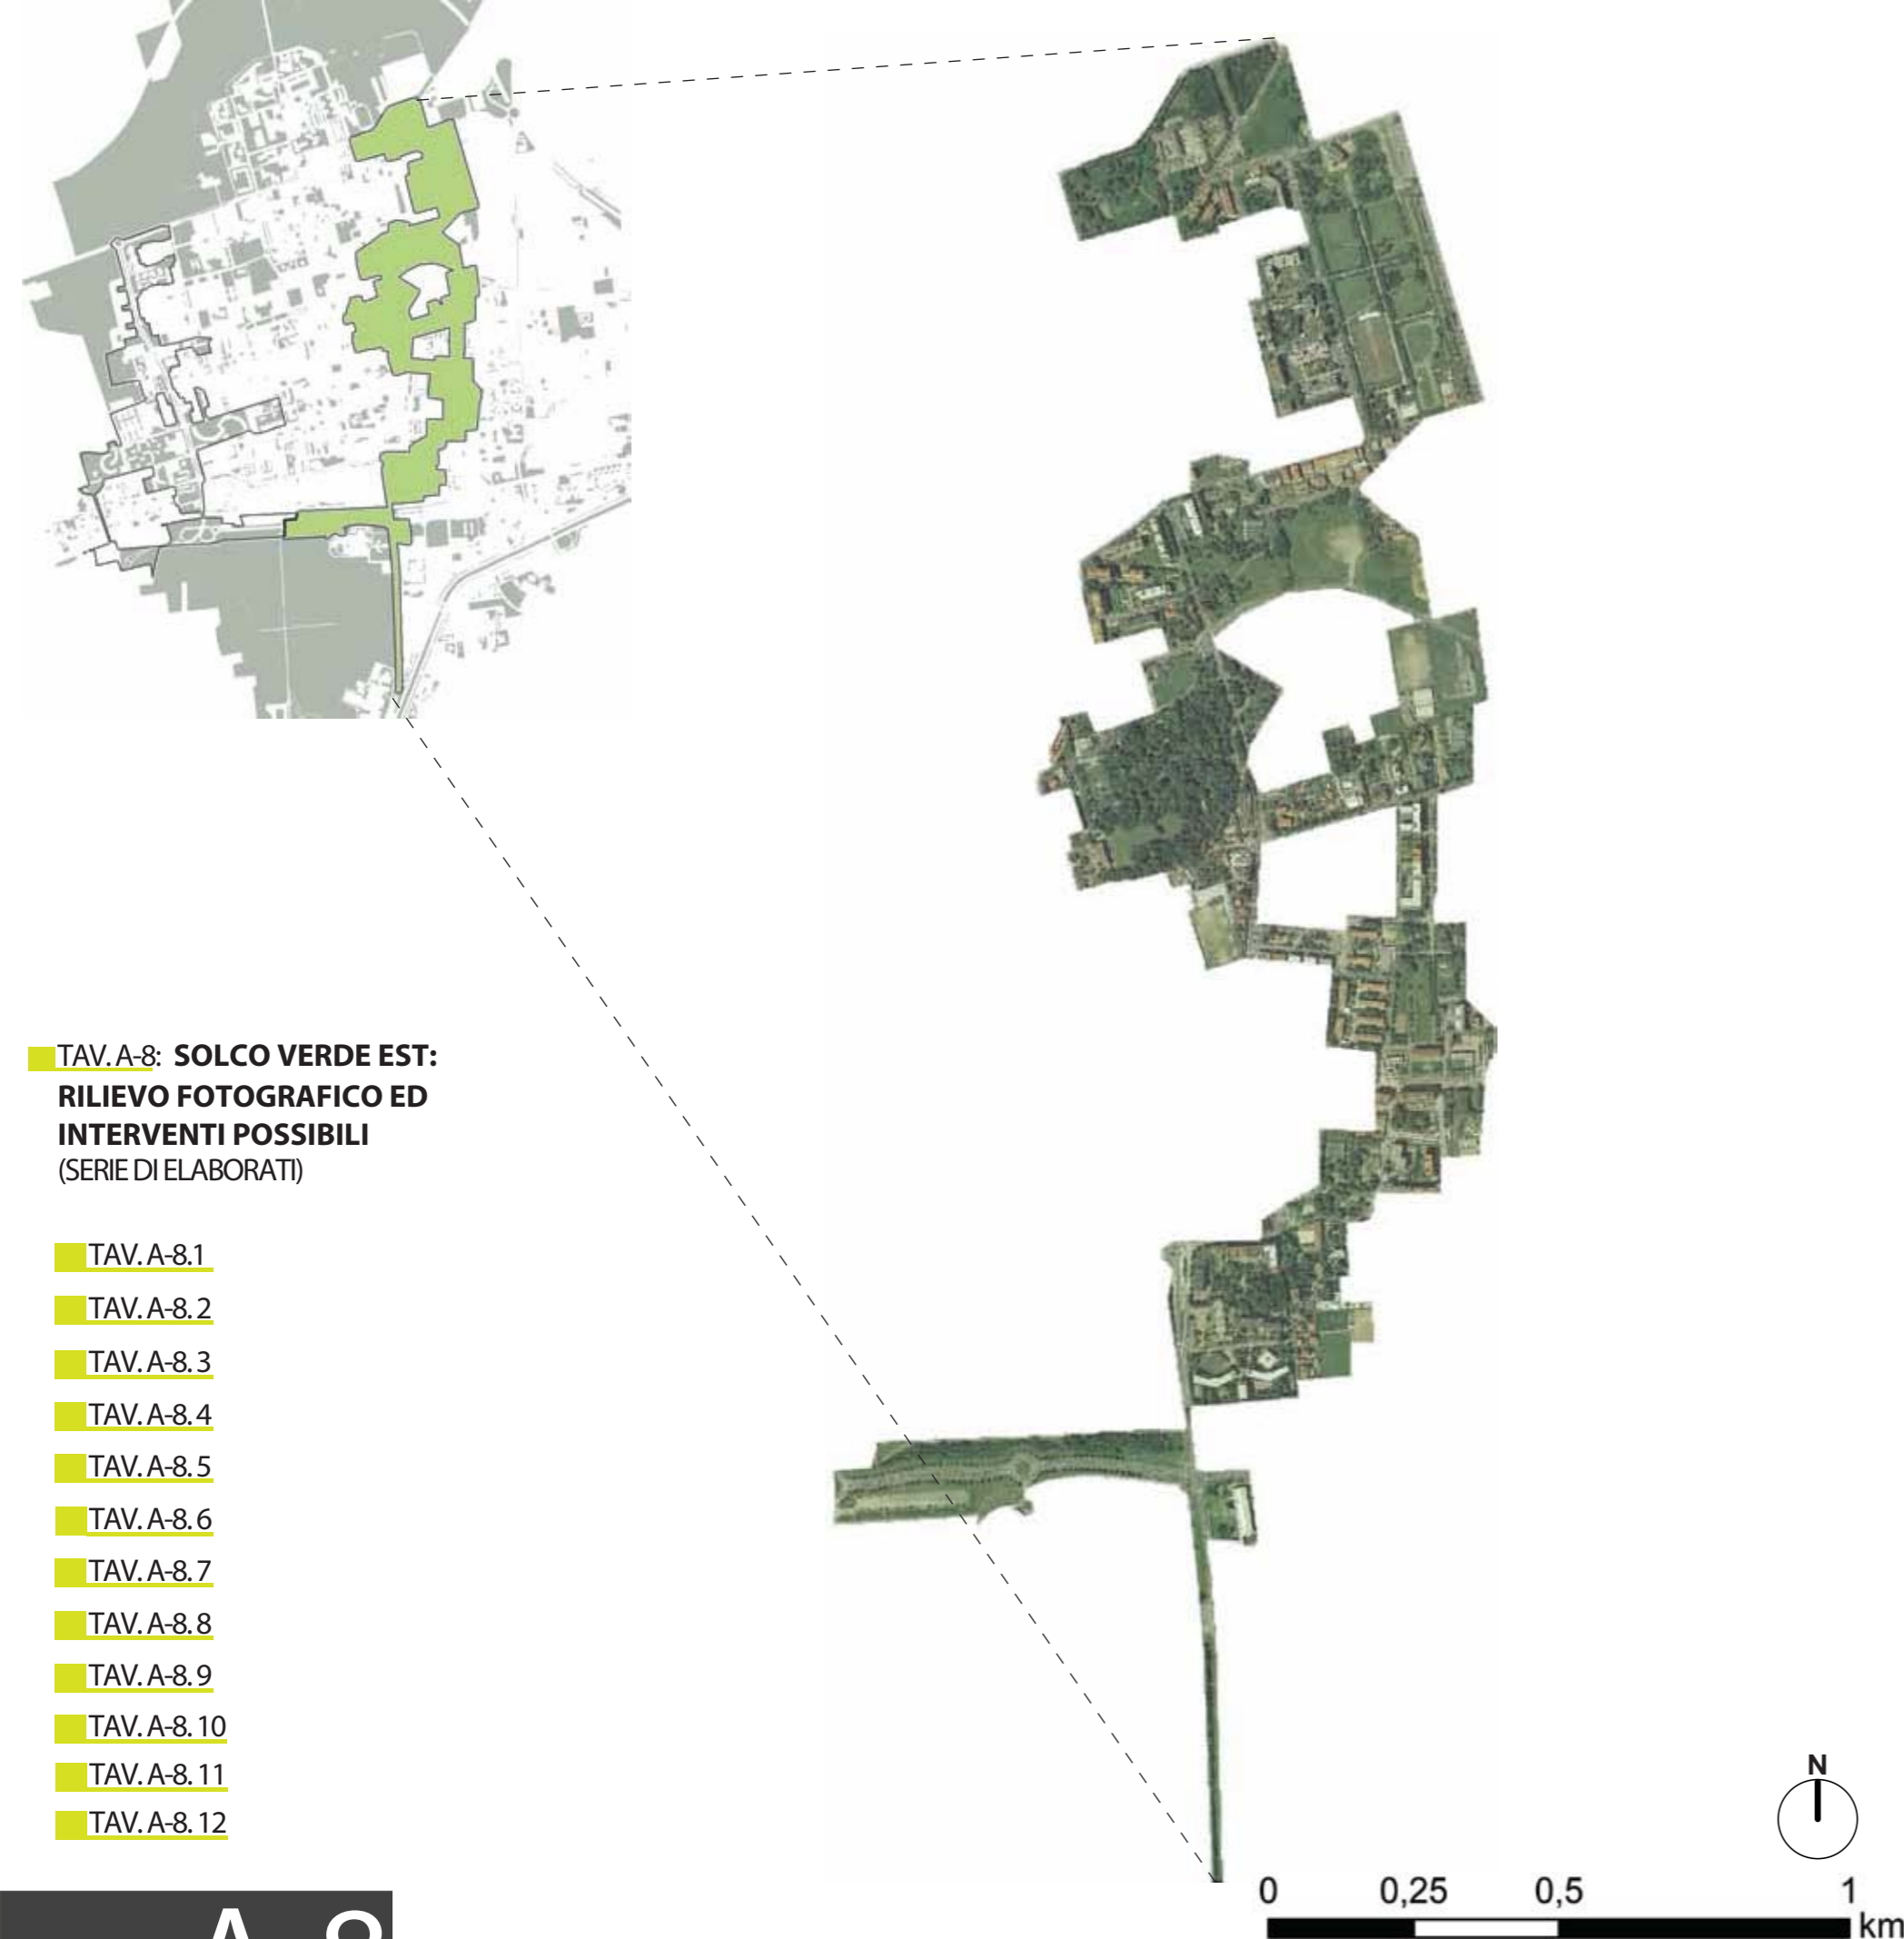 TAV. A-8: SOLCO VERDE EST:
RILIEVO FOTOGRAFICO ED
INTERVENTI POSSIBILI
(SERIE DI ELABORATI)
TAV. A-8.1
TAV. A-8.2
TAV. A-8.3
TAV. A-8.4
TAV. A-8.5
TAV. A-8.6
TAV. A-8.7
TAV. A-8.8
TAV. A-8.9
TAV. A-8.10
TAV. A-8.11
TAV. A-8.12
N
0 0,25 0,5 1
km